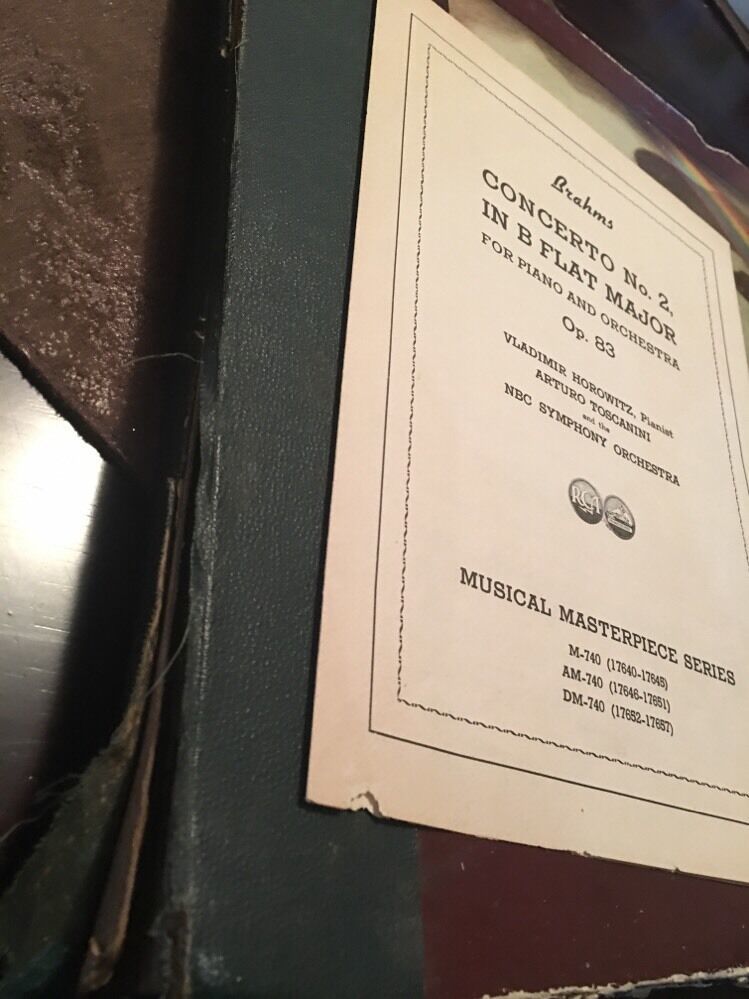 Brahms
CONCERTO No. 2,
IN B FLAT MAJOR
FOR PIANO AND ORCHESTRA
Op. 83
VLADIMIR HOROWITZ, Pianist
ARTURO TOSCANINI
and the
NBC SYMPHONY ORCHESTRA
RCA
MUSICAL MASTERPIECE SERIES
M-740 (17640-17645)
AM-740 (17646-17651)
DM-740 (17652-17657)